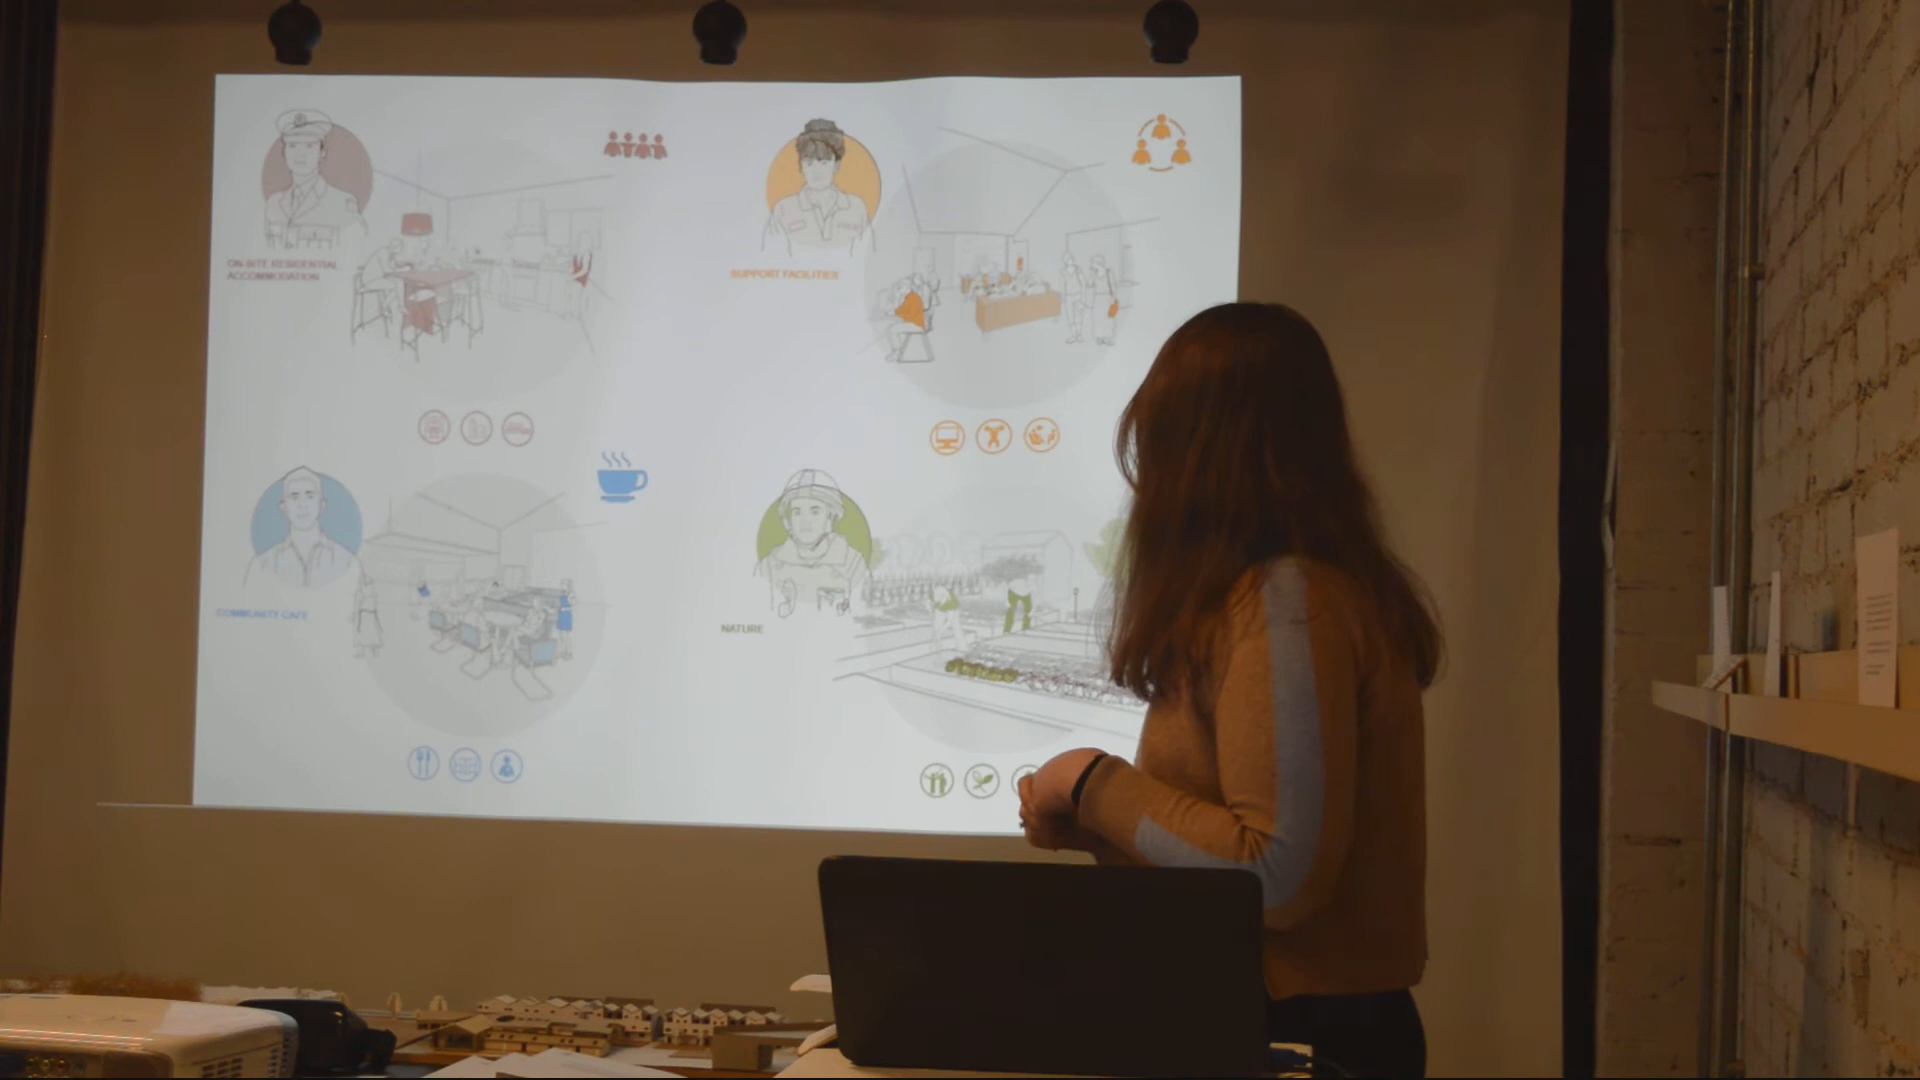 ON-SITE RESIDENTIAL
ACCOMMODATION
SUPPORT FACILITIES
COMMUNITY CAFE
NATURE